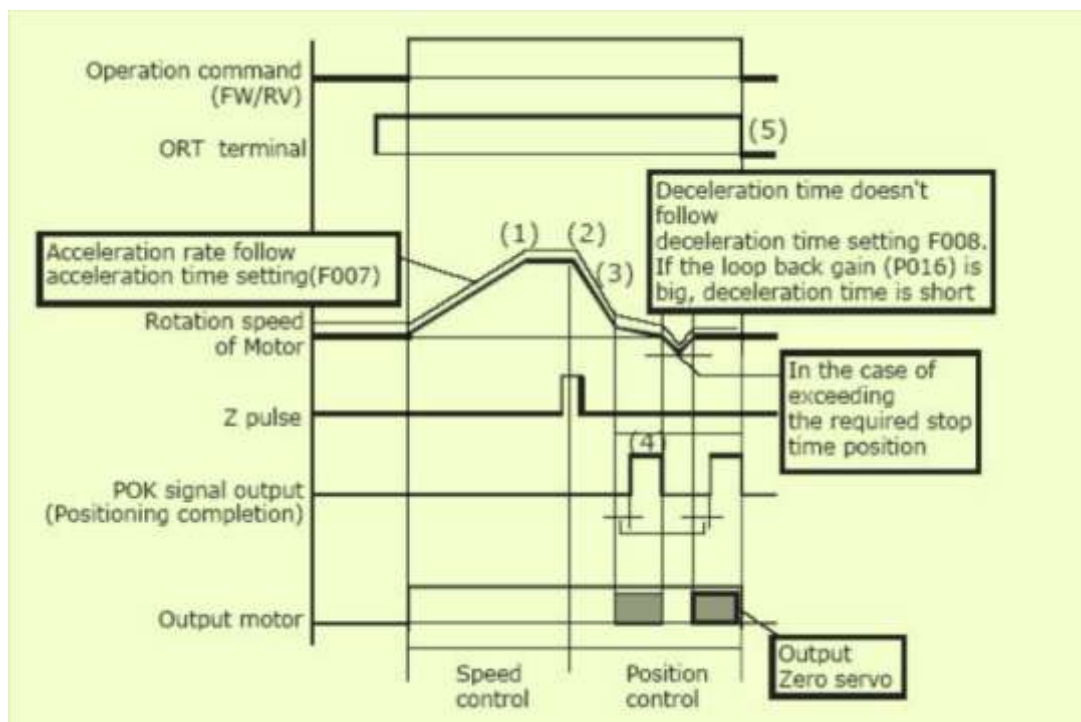 Operation command
(FW/RV)
ORT terminal
(5)
Deceleration time doesn't
follow
deceleration time setting F008.
If the loop back gain (P016) is
big, deceleration time is short
(1)
(2)
(3)
Acceleration rate follow
acceleration time setting(F007)
Rotation speed
of Motor
In the case of
exceeding
the required stop
time position
Z pulse
(4)
POK signal output
(Positioning completion)
Output motor
Output
Zero servo
Speed
control
Position
control